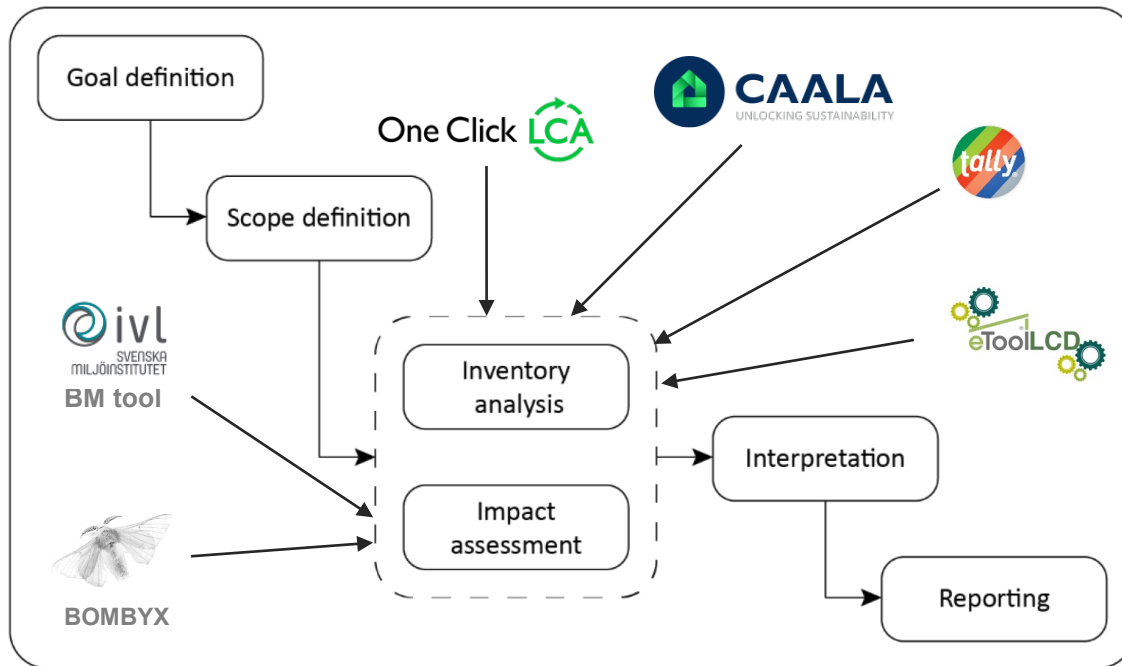 Goal definition
One Click LCA
CAALA
UNLOCKING SUSTAINABILITY
tally
Scope definition
ivl
SVENSKA
MILJÖINSTITUTET
BM tool
eToolLCD
Inventory
analysis
Interpretation
Impact
assessment
BOMBYX
Reporting